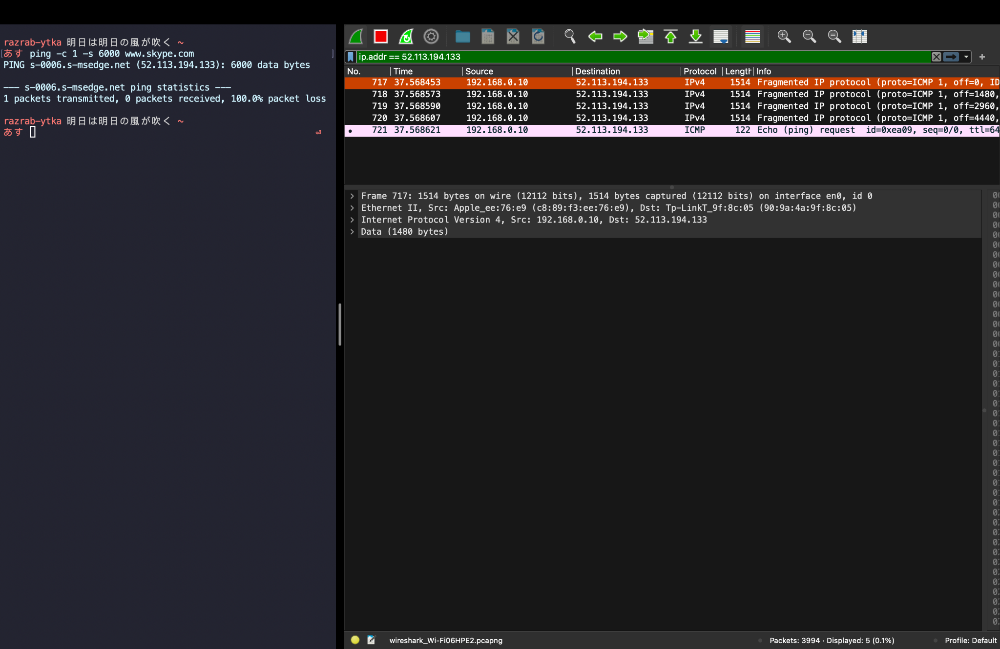 razrab-ytka 明日は明日の風が吹く ~
[あす ping -c 1 -s 6000 www.skype.com ]
PING s-0006.s-msedge.net (52.113.194.133): 6000 data bytes
--- s-0006.s-msedge.net ping statistics ---
1 packets transmitted, 0 packets received, 100.0% packet loss
razrab-ytka 明日は明日の風が吹く ~
あす ⏎
ip.addr == 52.113.194.133
No. Time Source Destination Protocol Length Info
717 37.568453 192.168.0.10 52.113.194.133 IPv4 1514 Fragmented IP protocol (proto=ICMP 1, off=0, ID
718 37.568573 192.168.0.10 52.113.194.133 IPv4 1514 Fragmented IP protocol (proto=ICMP 1, off=1480,
719 37.568590 192.168.0.10 52.113.194.133 IPv4 1514 Fragmented IP protocol (proto=ICMP 1, off=2960,
720 37.568607 192.168.0.10 52.113.194.133 IPv4 1514 Fragmented IP protocol (proto=ICMP 1, off=4440,
721 37.568621 192.168.0.10 52.113.194.133 ICMP 122 Echo (ping) request id=0xea09, seq=0/0, ttl=64
Frame 717: 1514 bytes on wire (12112 bits), 1514 bytes captured (12112 bits) on interface en0, id 0
Ethernet II, Src: Apple_ee:76:e9 (c8:89:f3:ee:76:e9), Dst: Tp-LinkT_9f:8c:05 (90:9a:4a:9f:8c:05)
Internet Protocol Version 4, Src: 192.168.0.10, Dst: 52.113.194.133
Data (1480 bytes)
wireshark_Wi-Fi06HPE2.pcapng
Packets: 3994 · Displayed: 5 (0.1%)
Profile: Default